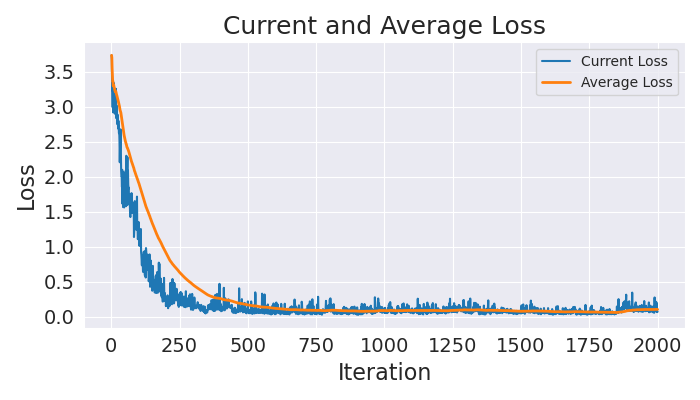 Current and Average Loss
Current Loss
Average Loss
3.5
3.0
2.5
2.0
1.5
1.0
0.5
0.0
Loss
0 250 500 750 1000 1250 1500 1750 2000
Iteration